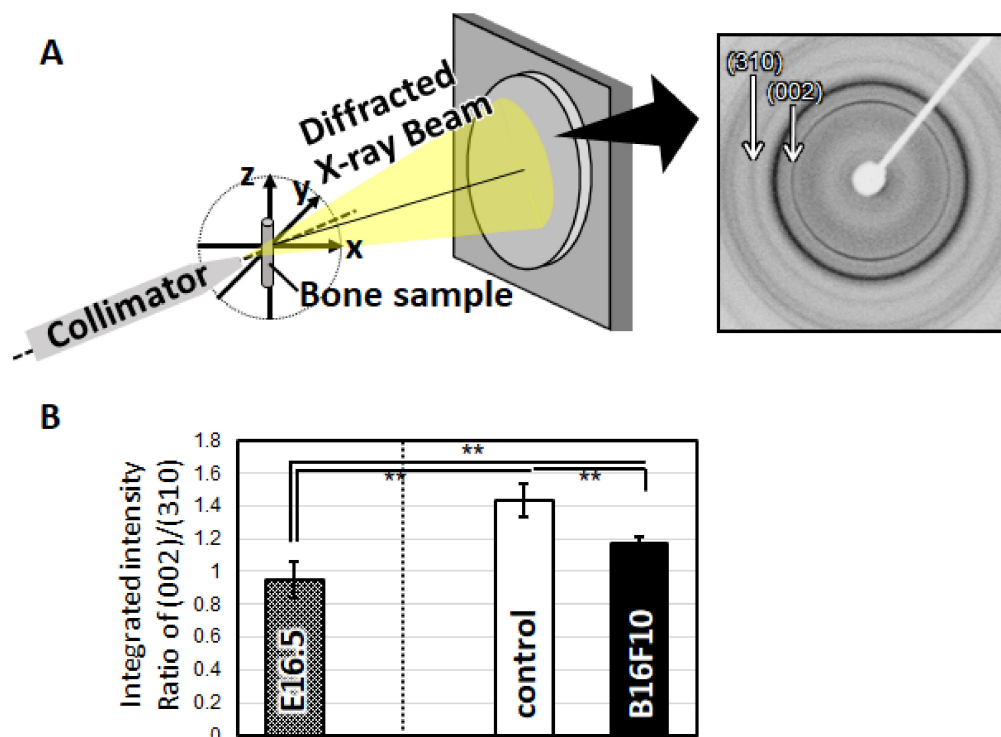 A
Diffracted
X-ray Beam
z
y
x
Collimator
Bone sample
(310)
(002)
B
Integrated intensity
Ratio of (002)/(310)
1.8
1.6
1.4
1.2
1
0.8
0.6
0.4
0.2
0
**
**
**
E16.5
control
B16F10